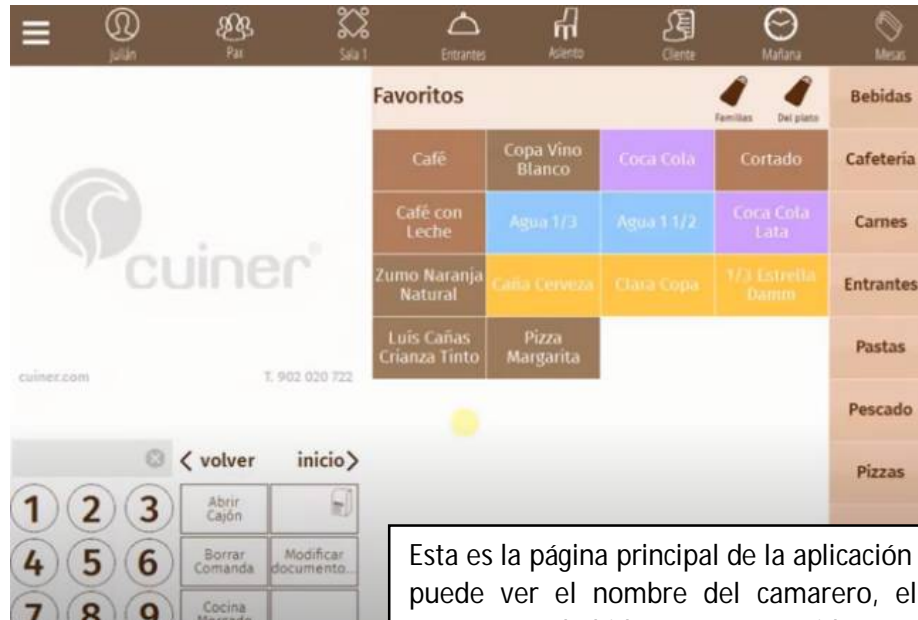 Julián
Pax
Sala 1
Entrantes
Asiento
Cliente
Mañana
Mesas
Favoritos
Familias
Del plato
Café
Copa Vino
Blanco
Coca Cola
Cortado
Café con
Leche
Agua 1/3
Agua 1 1/2
Coca Cola
Lata
Zumo Naranja
Natural
Caña Cerveza
Clara Copa
1/3 Estrella
Damm
Luis Cañas
Crianza Tinto
Pizza
Margarita
Bebidas
Cafetería
Carnes
Entrantes
Pastas
Pescado
Pizzas
cuiner®
cuiner.com
T. 902 020 722
< volver
inicio >
1 2 3
4 5 6
7 8 9
Abrir
Cajón
Borrar
Comanda
Modificar
documento...
Cocina
Esta es la página principal de la aplicación
puede ver el nombre del camarero, el